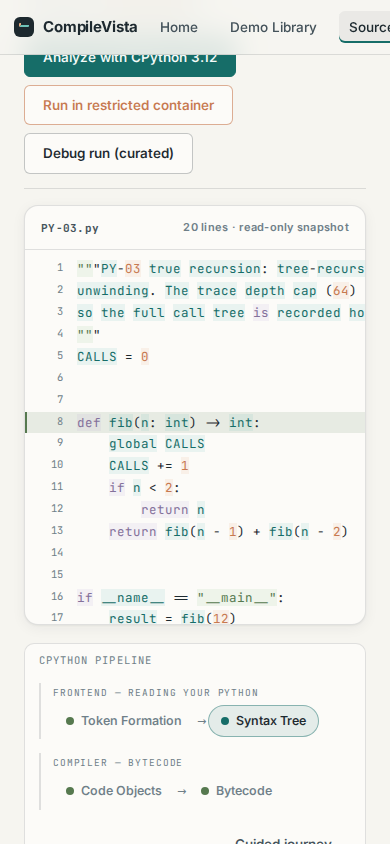 CompileVista Home Demo Library Source
Analyze with CPython 3.12
Run in restricted container
Debug run (curated)
PY-03.py 20 lines · read-only snapshot
1 """PY-03 true recursion: tree-recurs
2 unwinding. The trace depth cap (64)
3 so the full call tree is recorded ho
4 """
5 CALLS = 0
6
7
8 def fib(n: int) -> int:
9 global CALLS
10 CALLS += 1
11 if n < 2:
12 return n
13 return fib(n - 1) + fib(n - 2)
14
15
16 if __name__ == "__main__":
17 result = fib(12)
CPYTHON PIPELINE
FRONTEND — READING YOUR PYTHON
Token Formation → Syntax Tree
COMPILER — BYTECODE
Code Objects → Bytecode
Guided journey